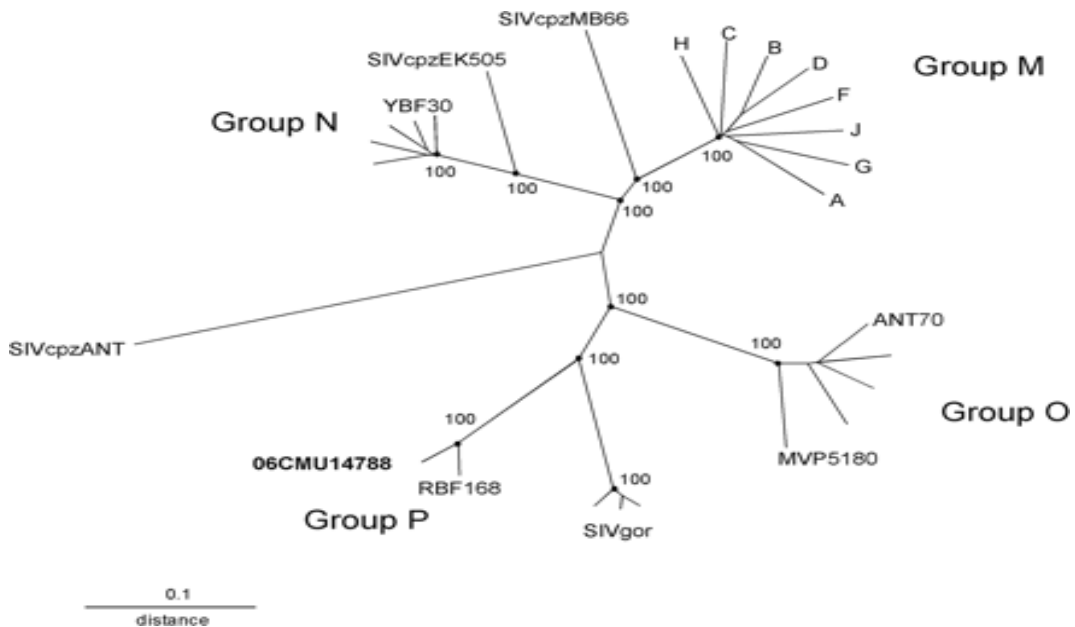 SIVcpzMB66
C
H
B
D
Group M
SIVcpzEK505
F
YBF30
Group N
J
100
G
100
100
100
A
100
100
SIVcpzANT
ANT70
100
100
Group O
100
MVP5180
06CMU14788
RBF168
100
Group P
SIVgor
0.1
distance